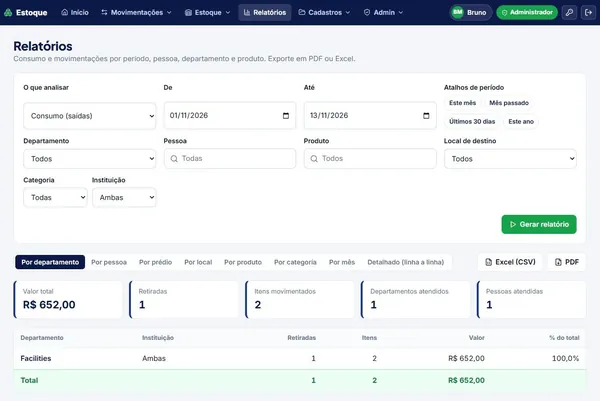 Estoque Início Movimentações Estoque Relatórios Cadastros Admin BM Bruno Administrador
Relatórios
Consumo e movimentações por período, pessoa, departamento e produto. Exporte em PDF ou Excel.
O que analisar De Até Atalhos de período
Consumo (saídas) 01/11/2026 13/11/2026 Este mês Mês passado
Últimos 30 dias Este ano
Departamento Pessoa Produto Local de destino
Todos Todas Todos Todos
Categoria Instituição
Todas Ambas
Gerar relatório
Por departamento Por pessoa Por prédio Por local Por produto Por categoria Por mês Detalhado (linha a linha) Excel (CSV) PDF
Valor total Retiradas Itens movimentados Departamentos atendidos Pessoas atendidas
R$ 652,00 1 2 1 1
Departamento Instituição Retiradas Itens Valor % do total
Facilities Ambas 1 2 R$ 652,00 100,0%
Total 1 2 R$ 652,00